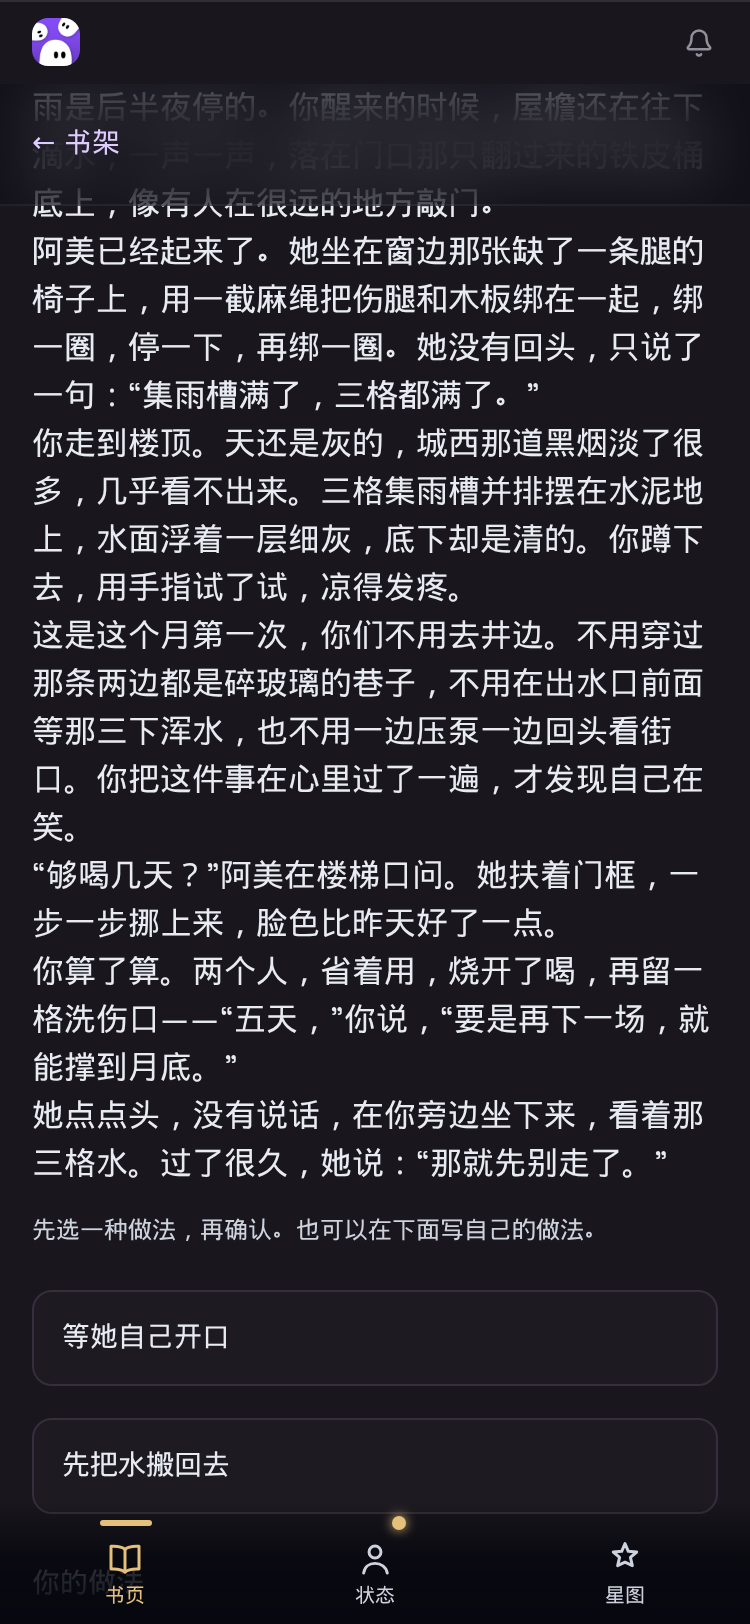 雨是后半夜停的。你醒来的时候，屋檐还在往下
← 书架
滴水，一声一声，落在门口那只翻过来的铁皮桶
底上，像有人在很远的地方敲门。
阿美已经起来了。她坐在窗边那张缺了一条腿的
椅子上，用一截麻绳把伤腿和木板绑在一起，绑
一圈，停一下，再绑一圈。她没有回头，只说了
一句：“集雨槽满了，三格都满了。”
你走到楼顶。天还是灰的，城西那道黑烟淡了很
多，几乎看不出来。三格集雨槽并排摆在水泥地
上，水面浮着一层细灰，底下却是清的。你蹲下
去，用手指试了试，凉得发疼。
这是这个月第一次，你们不用去井边。不用穿过
那条两边都是碎玻璃的巷子，不用在出水口前面
等那三下浑水，也不用一边压泵一边回头看街
口。你把这件事在心里过了一遍，才发现自己在
笑。
“够喝几天？”阿美在楼梯口问。她扶着门框，一
步一步挪上来，脸色比昨天好了一点。
你算了算。两个人，省着用，烧开了喝，再留一
格洗伤口——“五天，”你说，“要是再下一场，就
能撑到月底。”
她点点头，没有说话，在你旁边坐下来，看着那
三格水。过了很久，她说：“那就先别走了。”
先选一种做法，再确认。也可以在下面写自己的做法。
等她自己开口
先把水搬回去
你的做法
书页
状态
星图